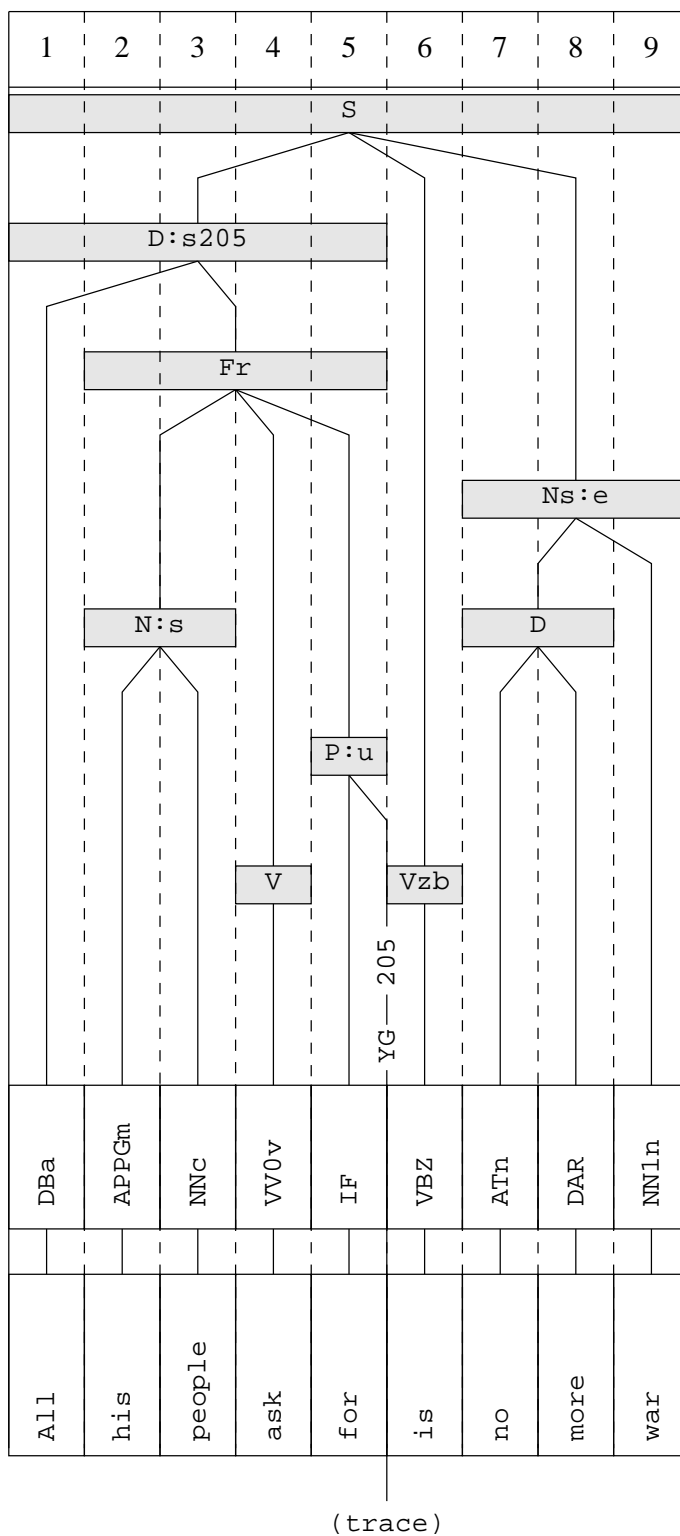 1 2 3 4 5 6 7 8 9
S
D:s205
Fr
Ns:e
N:s D
P:u
V Vzb
YG 205
DBa APPGm NNc VV0v IF VBZ ATn DAR NN1n
All his people ask for is no more war
(trace)